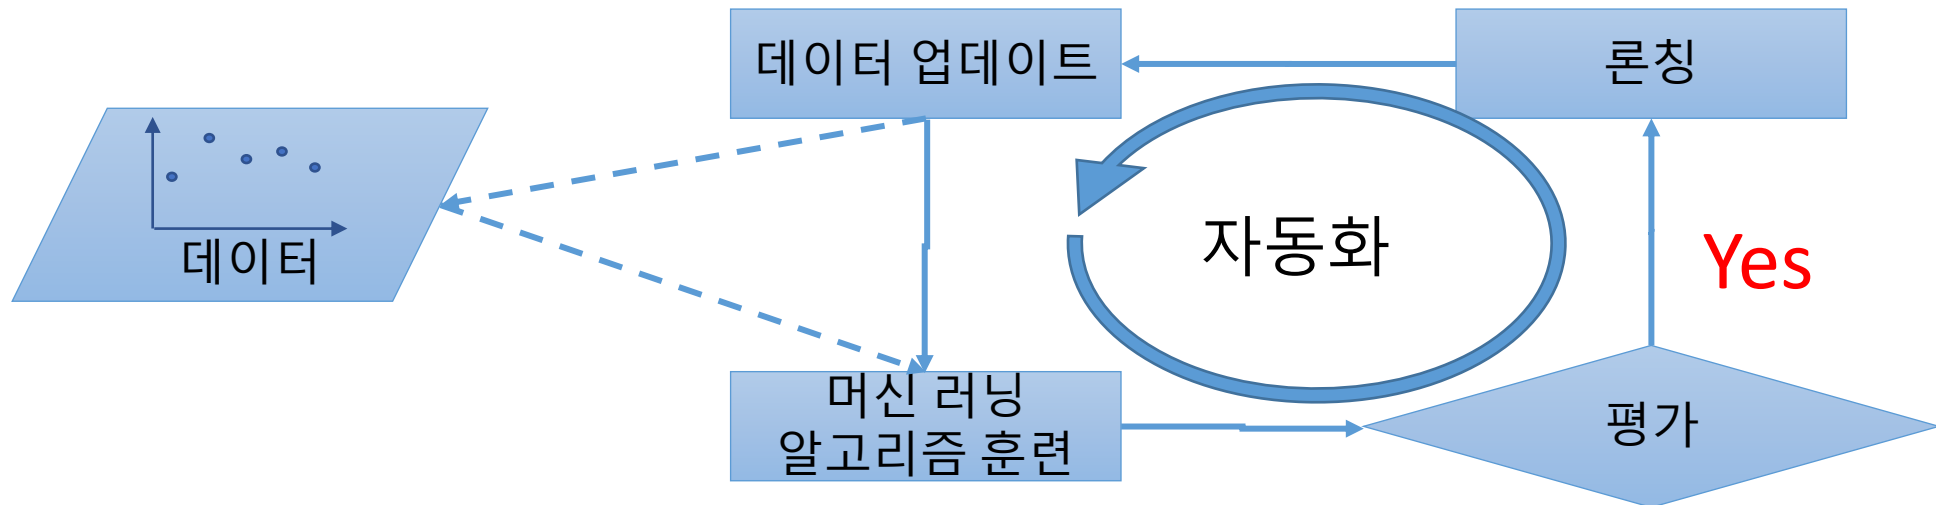 데이터 업데이트
론칭
데이터
자동화
Yes
머신 러닝
알고리즘 훈련
평가